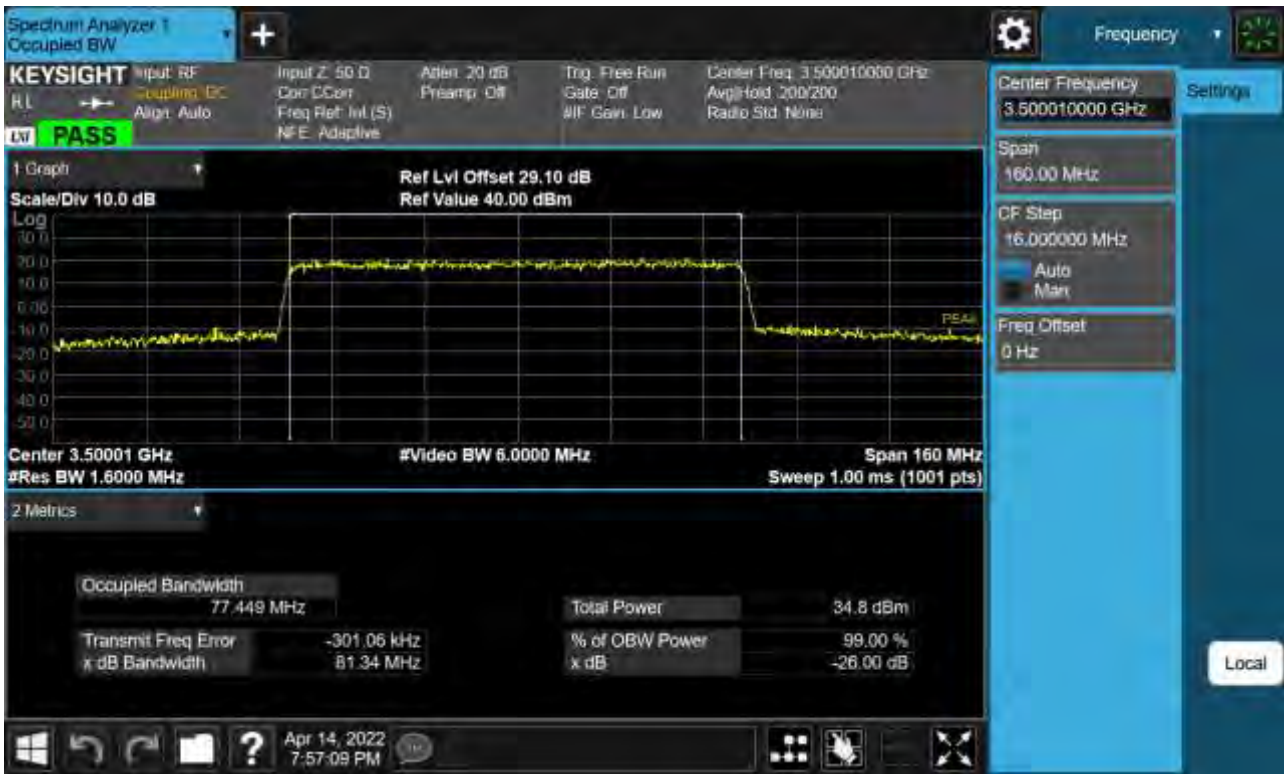 Spectrum Analyzer 1
Occupied BW
Frequency
KEYSIGHT
Input: RF
Coupling: DC
Align: Auto
RL
PASS
Input Z: 50 Ω
Corr CCorr
Freq Ref: Int (S)
NFE: Adaptive
Atten: 20 dB
Preamp: Off
Trig: Free Run
Gate: Off
#IF Gain: Low
Center Freq: 3.500010000 GHz
Avg|Hold: 200/200
Radio Std: None
Center Frequency
3.500010000 GHz
Settings
Span
160.00 MHz
CF Step
16.000000 MHz
Auto
Man
Freq Offset
0 Hz
1 Graph
Scale/Div 10.0 dB
Ref Lvl Offset 29.10 dB
Ref Value 40.00 dBm
Log
30.0
20.0
10.0
0.00
-10.0
-20.0
-30.0
-40.0
-50.0
PEAK
Center 3.50001 GHz
#Video BW 6.0000 MHz
Span 160 MHz
#Res BW 1.6000 MHz
Sweep 1.00 ms (1001 pts)
2 Metrics
Occupied Bandwidth
77.449 MHz
Total Power
34.8 dBm
Transmit Freq Error
-301.06 kHz
% of OBW Power
99.00 %
x dB Bandwidth
81.34 MHz
x dB
-26.00 dB
Local
?
Apr 14, 2022
7:57:09 PM